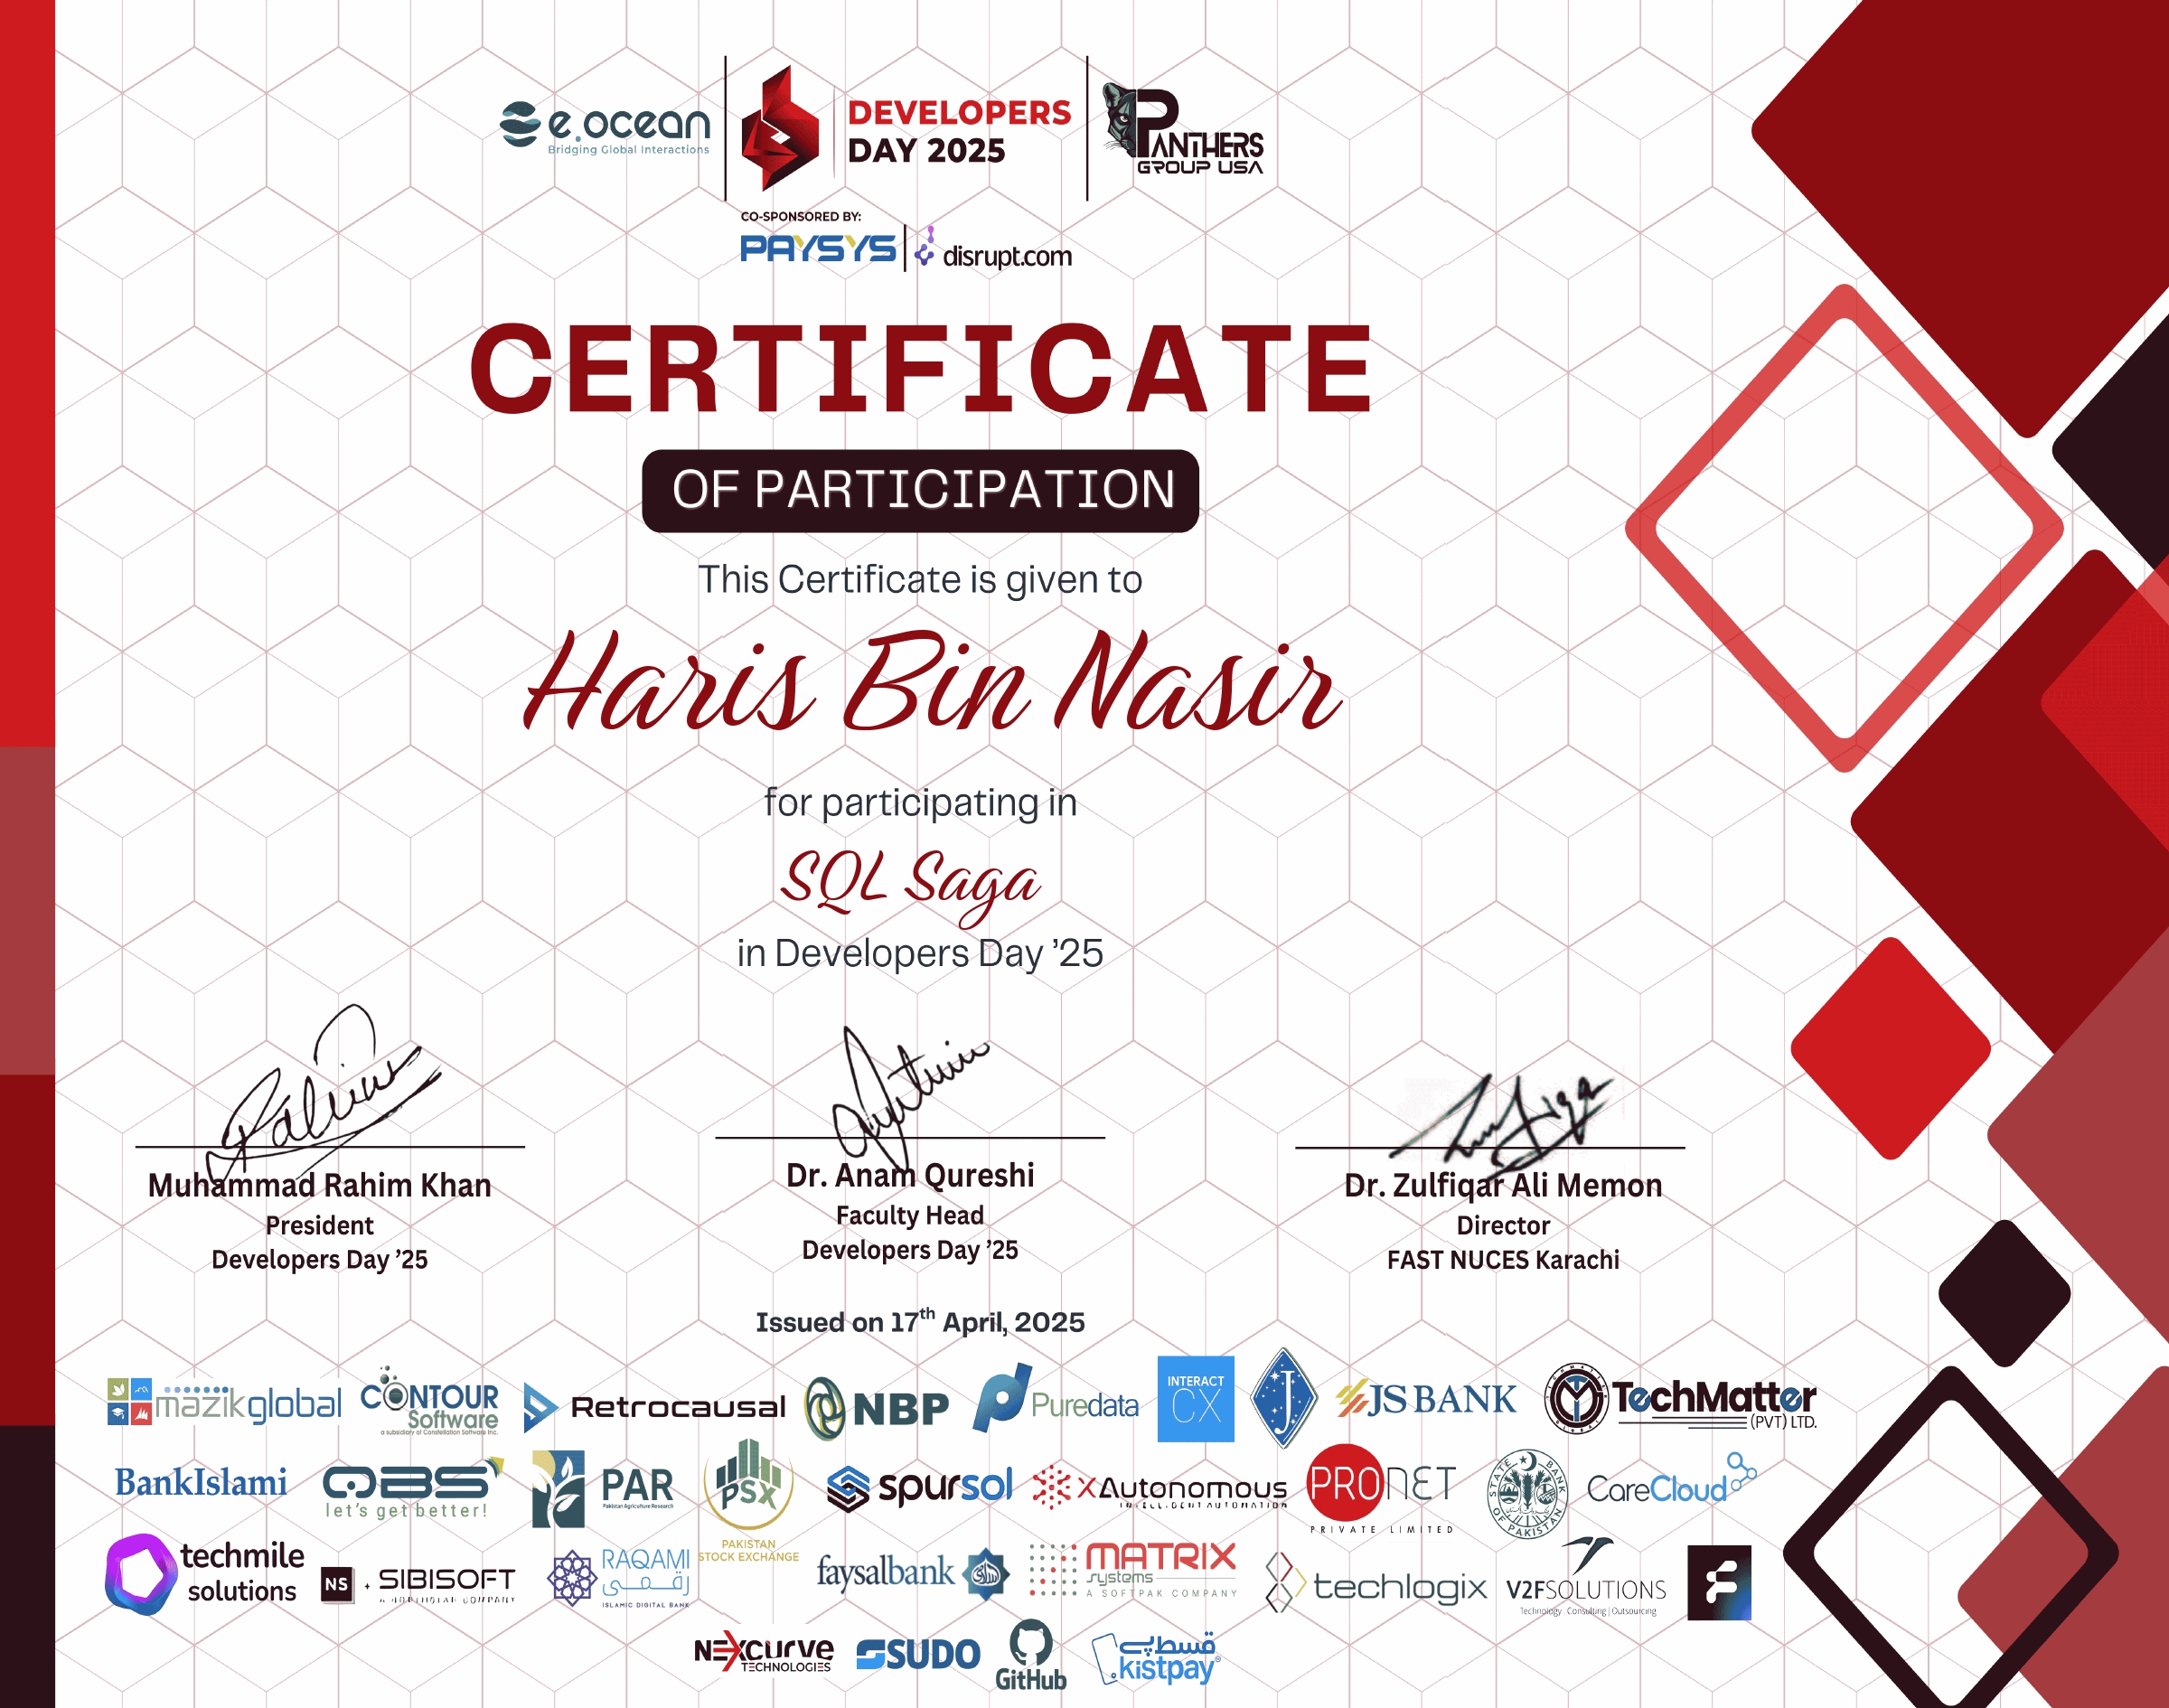 e.ocean
Bridging Global Interactions
DEVELOPERS
DAY 2025
PANTHERS
GROUP USA
CO-SPONSORED BY:
PAYSYS
disrupt.com
CERTIFICATE
OF PARTICIPATION
This Certificate is given to
Haris Bin Nasir
for participating in
SQL Saga
in Developers Day ’25
Muhammad Rahim Khan
President
Developers Day ’25
Dr. Anam Qureshi
Faculty Head
Developers Day ’25
Dr. Zulfiqar Ali Memon
Director
FAST NUCES Karachi
Issued on 17th April, 2025
mazikglobal
CONTOUR
Software
a subsidiary of Constellation Software Inc.
Retrocausal
NBP
Puredata
INTERACT
CX
J
JS BANK
TechMatter
(PVT) LTD.
BankIslami
QBS
let's get better!
PAR
Pakistan Agriculture Research
PSX
PAKISTAN
STOCK EXCHANGE
spursol
XAutonomous
INTELLIGENT AUTOMATION
PRONET
PRIVATE LIMITED
STATE BANK
OF PAKISTAN
CareCloud
techmile
solutions
NS
+ SIBISOFT
RAQAMI
رقمی
ISLAMIC DIGITAL BANK
faysalbank
MATRIX
systems
A SOFTPAK COMPANY
techlogix
V2FSOLUTIONS
Technology | Consulting | Outsourcing
NEXCURVE
TECHNOLOGIES
SUDO
GitHub
قسط پے
kistpay®